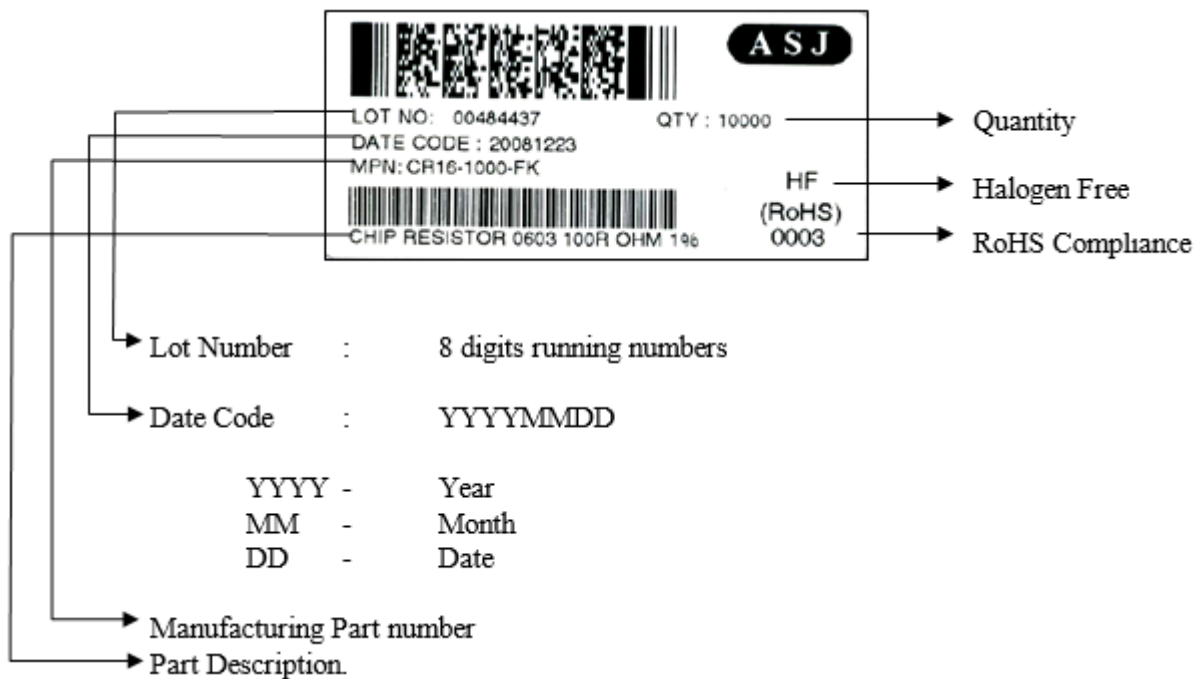 A S J
LOT NO: 00484437 QTY : 10000 Quantity
DATE CODE : 20081223
MPN: CR16-1000-FK
HF Halogen Free
(RoHS)
CHIP RESISTOR 0603 100R OHM 1% 0003 RoHS Compliance
Lot Number : 8 digits running numbers
Date Code : YYYYMMDD
YYYY - Year
MM - Month
DD - Date
Manufacturing Part number
Part Description.